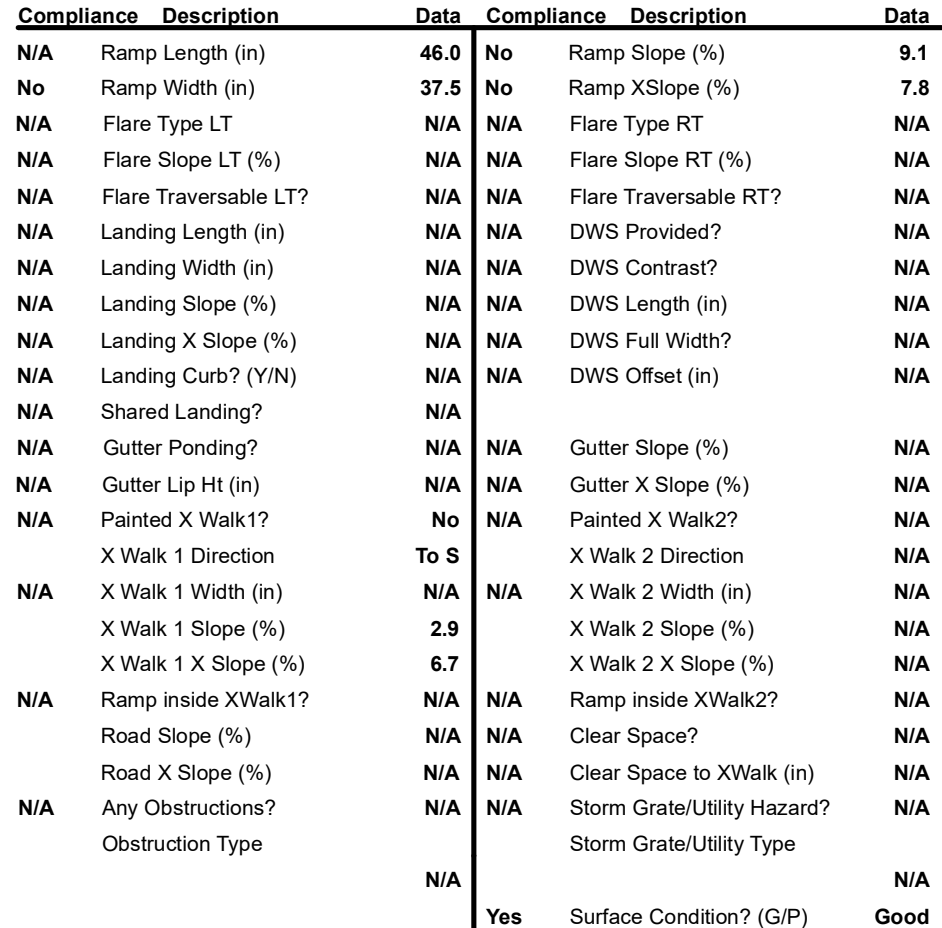 Compliance Description Data Compliance Description Data
N/A Ramp Length (in) 46.0 No Ramp Slope (%) 9.1
No Ramp Width (in) 37.5 No Ramp XSlope (%) 7.8
N/A Flare Type LT N/A N/A Flare Type RT N/A
N/A Flare Slope LT (%) N/A N/A Flare Slope RT (%) N/A
N/A Flare Traversable LT? N/A N/A Flare Traversable RT? N/A
N/A Landing Length (in) N/A N/A DWS Provided? N/A
N/A Landing Width (in) N/A N/A DWS Contrast? N/A
N/A Landing Slope (%) N/A N/A DWS Length (in) N/A
N/A Landing X Slope (%) N/A N/A DWS Full Width? N/A
N/A Landing Curb? (Y/N) N/A N/A DWS Offset (in) N/A
N/A Shared Landing? N/A
N/A Gutter Ponding? N/A N/A Gutter Slope (%) N/A
N/A Gutter Lip Ht (in) N/A N/A Gutter X Slope (%) N/A
N/A Painted X Walk1? No N/A Painted X Walk2? N/A
X Walk 1 Direction To S X Walk 2 Direction N/A
N/A X Walk 1 Width (in) N/A N/A X Walk 2 Width (in) N/A
X Walk 1 Slope (%) 2.9 X Walk 2 Slope (%) N/A
X Walk 1 X Slope (%) 6.7 X Walk 2 X Slope (%) N/A
N/A Ramp inside XWalk1? N/A N/A Ramp inside XWalk2? N/A
Road Slope (%) N/A N/A Clear Space? N/A
Road X Slope (%) N/A N/A Clear Space to XWalk (in) N/A
N/A Any Obstructions? N/A N/A Storm Grate/Utility Hazard? N/A
Obstruction Type Storm Grate/Utility Type
N/A N/A
Yes Surface Condition? (G/P) Good